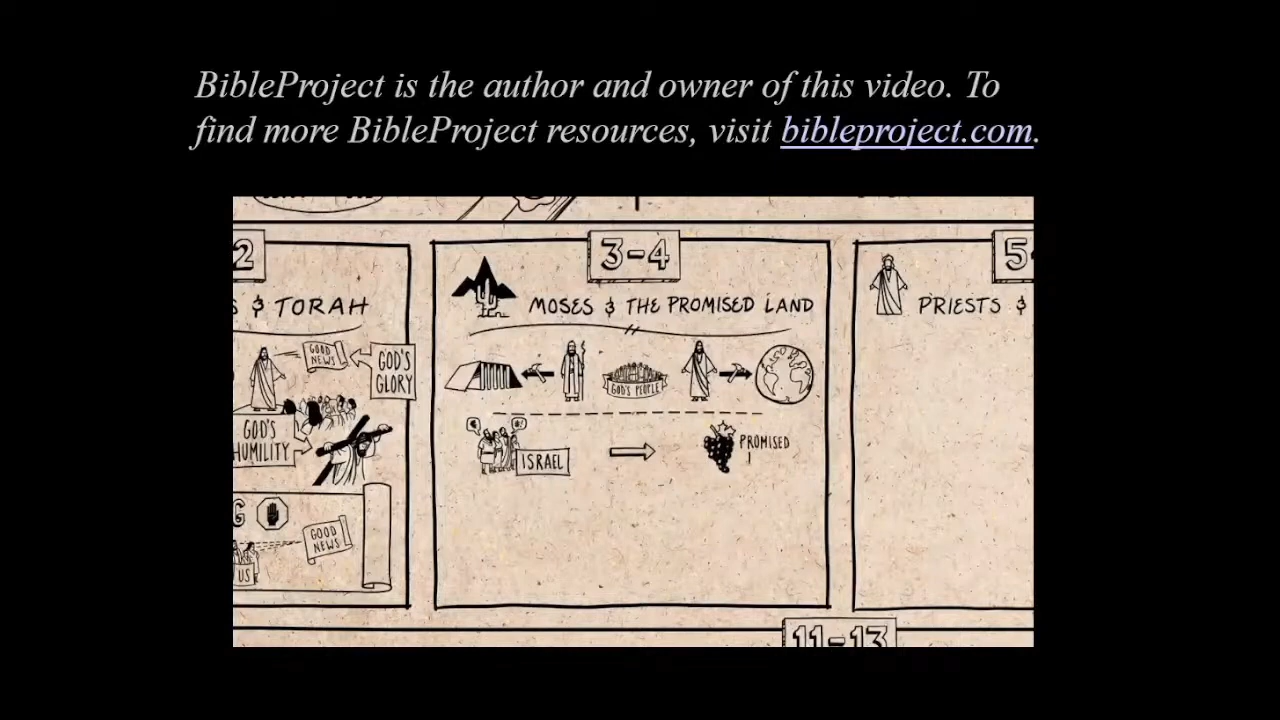 BibleProject is the author and owner of this video. To
find more BibleProject resources, visit bibleproject.com.
2
3-4
5-
& TORAH
MOSES & THE PROMISED LAND
PRIESTS &
GOOD
NEWS
GOD'S
GLORY
GOD'S PEOPLE
GOD'S
HUMILITY
ISRAEL
PROMISED
G
GOOD
NEWS
US
11-13